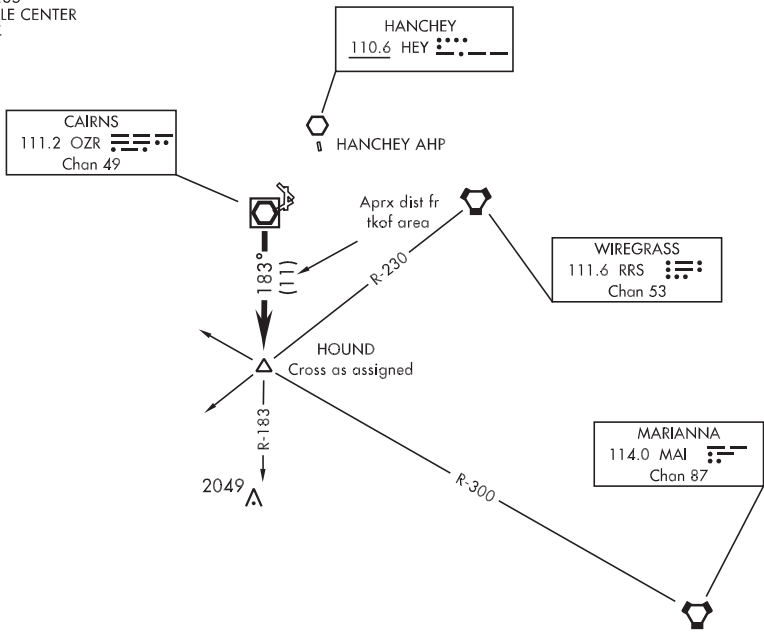 LE CENTER
HANCHEY
110.6 HEY
CAIRNS
111.2 OZR
Chan 49
HANCHEY AHP
Aprx dist fr
tkof area
WIREGRASS
111.6 RRS
Chan 53
183°
(11)
R-230
HOUND
Cross as assigned
R-183
MARIANNA
114.0 MAI
Chan 87
2049
R-300